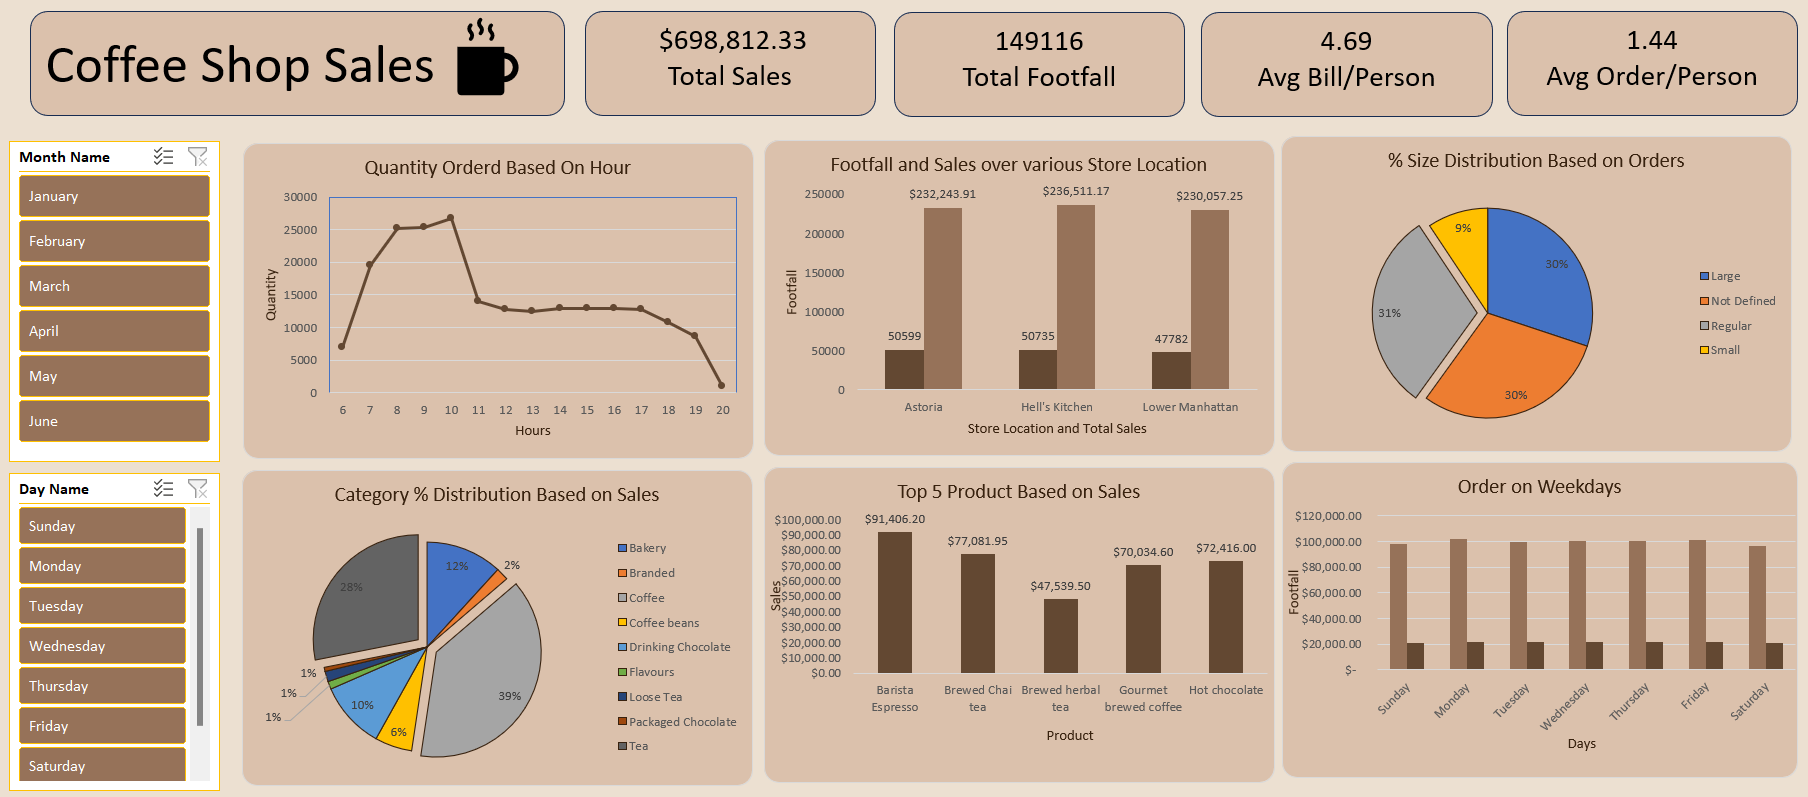 Coffee Shop Sales
$698,812.33
Total Sales
149116
Total Footfall
4.69
Avg Bill/Person
1.44
Avg Order/Person
Month Name
January
February
March
April
May
June
Day Name
Sunday
Monday
Tuesday
Wednesday
Thursday
Friday
Saturday
Quantity Orderd Based On Hour
Quantity
30000
25000
20000
15000
10000
5000
0
6 7 8 9 10 11 12 13 14 15 16 17 18 19 20
Hours
Footfall and Sales over various Store Location
Footfall
250000
200000
150000
100000
50000
0
$232,243.91 $236,511.17 $230,057.25
50599 50735 47782
Astoria Hell's Kitchen Lower Manhattan
Store Location and Total Sales
% Size Distribution Based on Orders
9%
30%
31%
30%
Large
Not Defined
Regular
Small
Category % Distribution Based on Sales
12%
2%
28%
1%
1%
1%
10%
6%
39%
Bakery
Branded
Coffee
Coffee beans
Drinking Chocolate
Flavours
Loose Tea
Packaged Chocolate
Tea
Top 5 Product Based on Sales
Sales
$100,000.00
$90,000.00
$80,000.00
$70,000.00
$60,000.00
$50,000.00
$40,000.00
$30,000.00
$20,000.00
$10,000.00
$0.00
$91,406.20
$77,081.95
$47,539.50
$70,034.60
$72,416.00
Barista Espresso
Brewed Chai tea
Brewed herbal tea
Gourmet brewed coffee
Hot chocolate
Product
Order on Weekdays
Footfall
$120,000.00
$100,000.00
$80,000.00
$60,000.00
$40,000.00
$20,000.00
$-
Sunday
Monday
Tuesday
Wednesday
Thursday
Friday
Saturday
Days